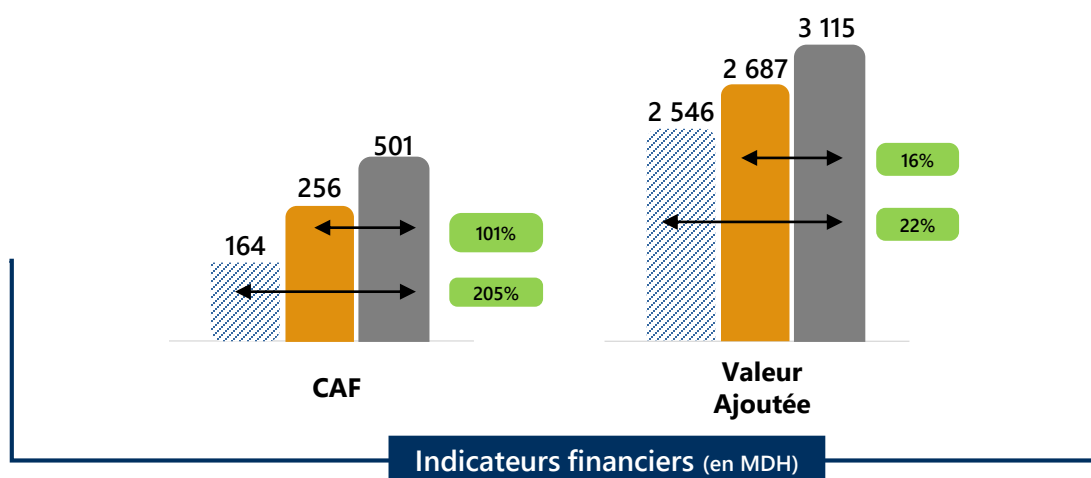 164
256
501
101%
205%
CAF
2 546
2 687
3 115
16%
22%
Valeur
Ajoutée
Indicateurs financiers (en MDH)